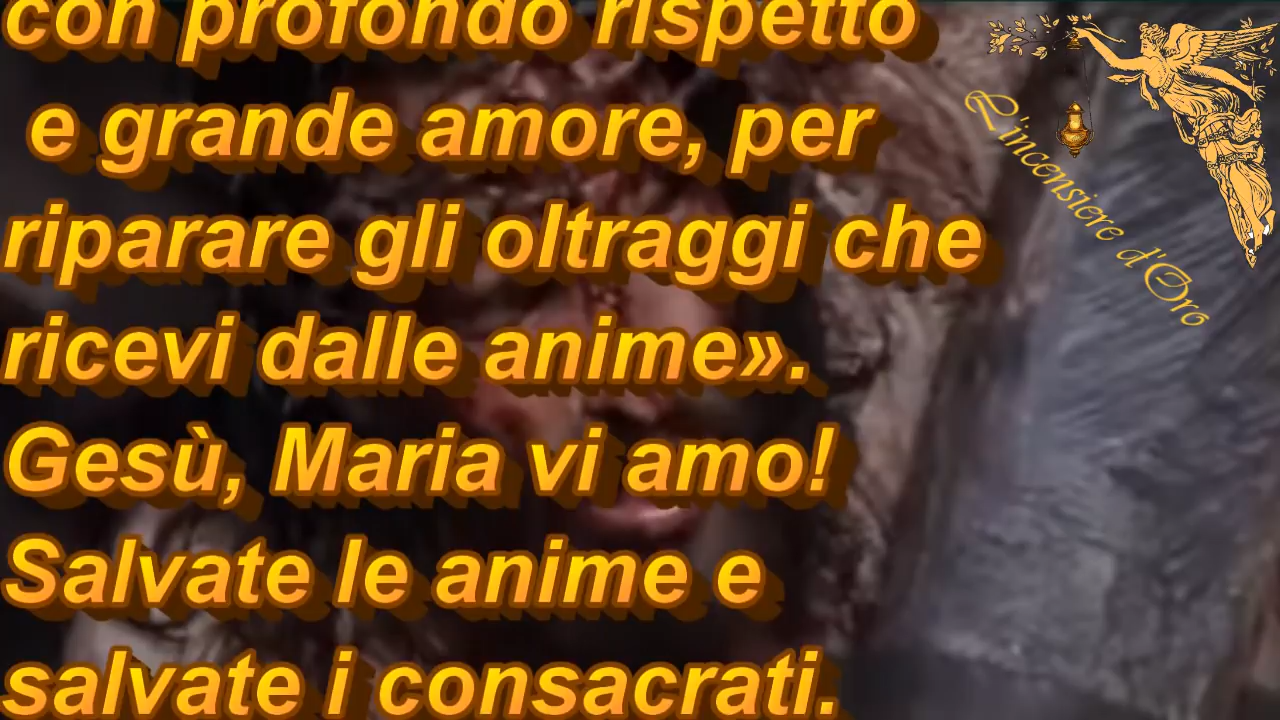 con profondo rispetto
e grande amore, per
riparare gli oltraggi che
ricevi dalle anime».
Gesù, Maria vi amo!
Salvate le anime e
salvate i consacrati.
L'incensiere d'Oro